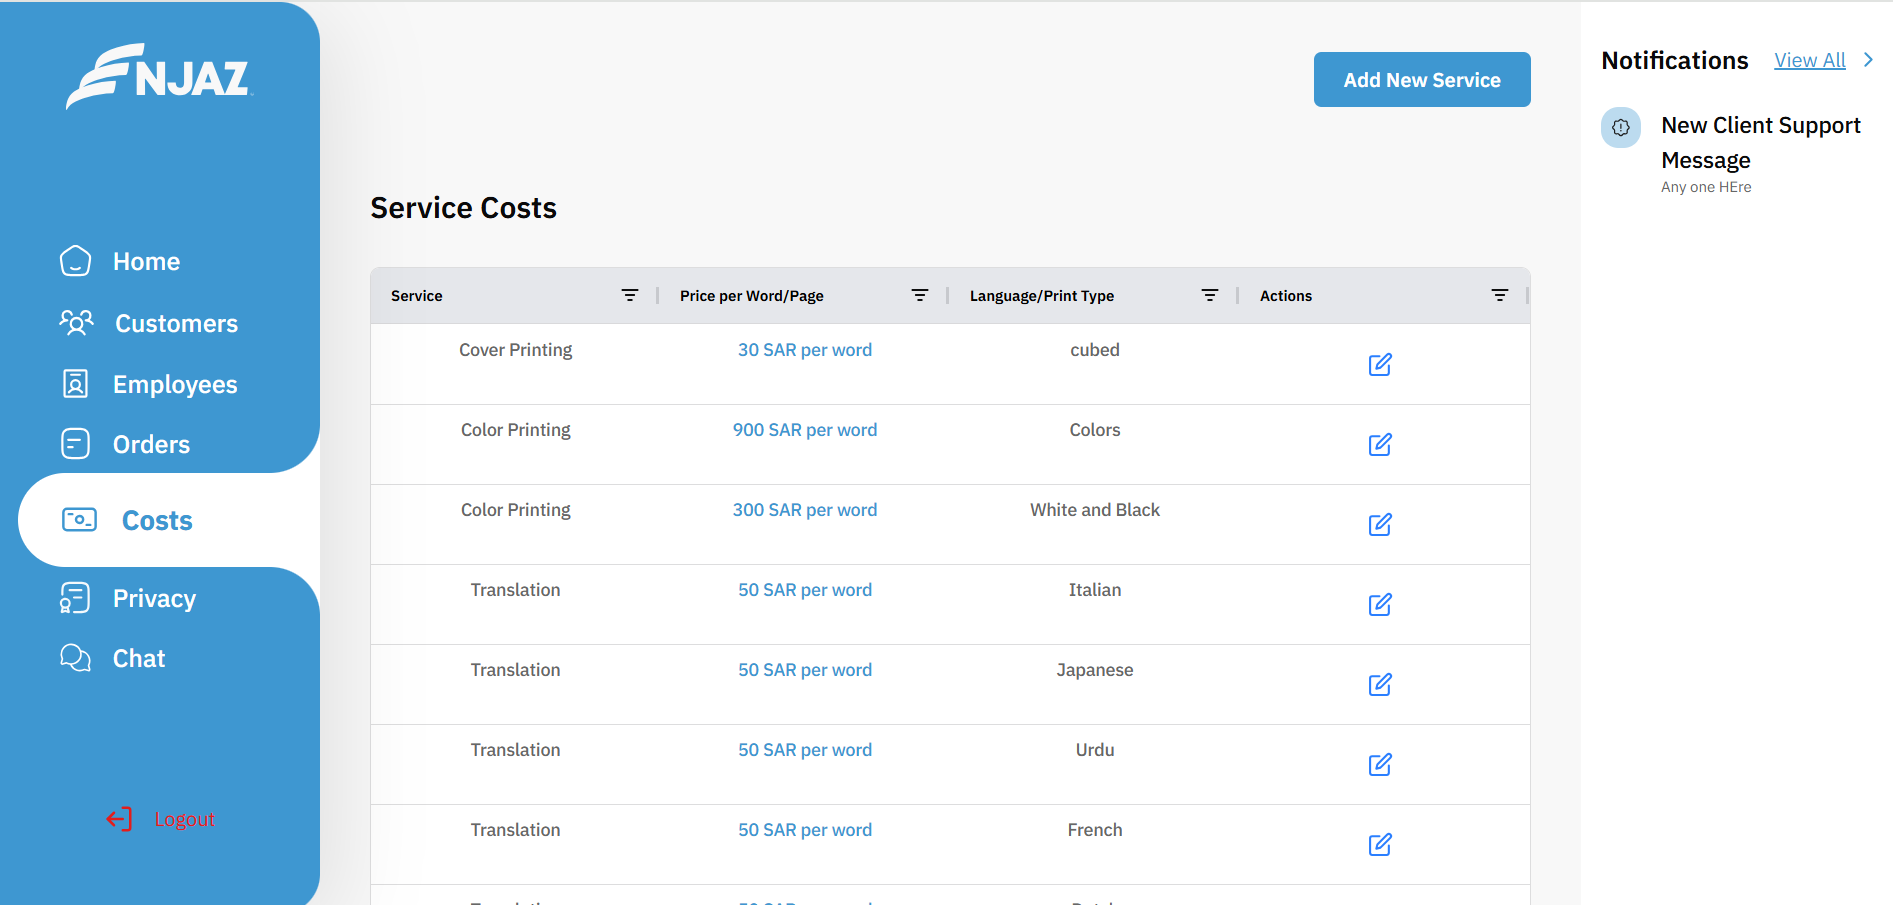 NJAZ
Home
Customers
Employees
Orders
Costs
Privacy
Chat
Logout
Add New Service
Service Costs
Service Price per Word/Page Language/Print Type Actions
Cover Printing 30 SAR per word cubed
Color Printing 900 SAR per word Colors
Color Printing 300 SAR per word White and Black
Translation 50 SAR per word Italian
Translation 50 SAR per word Japanese
Translation 50 SAR per word Urdu
Translation 50 SAR per word French
Notifications View All
New Client Support
Message
Any one HEre